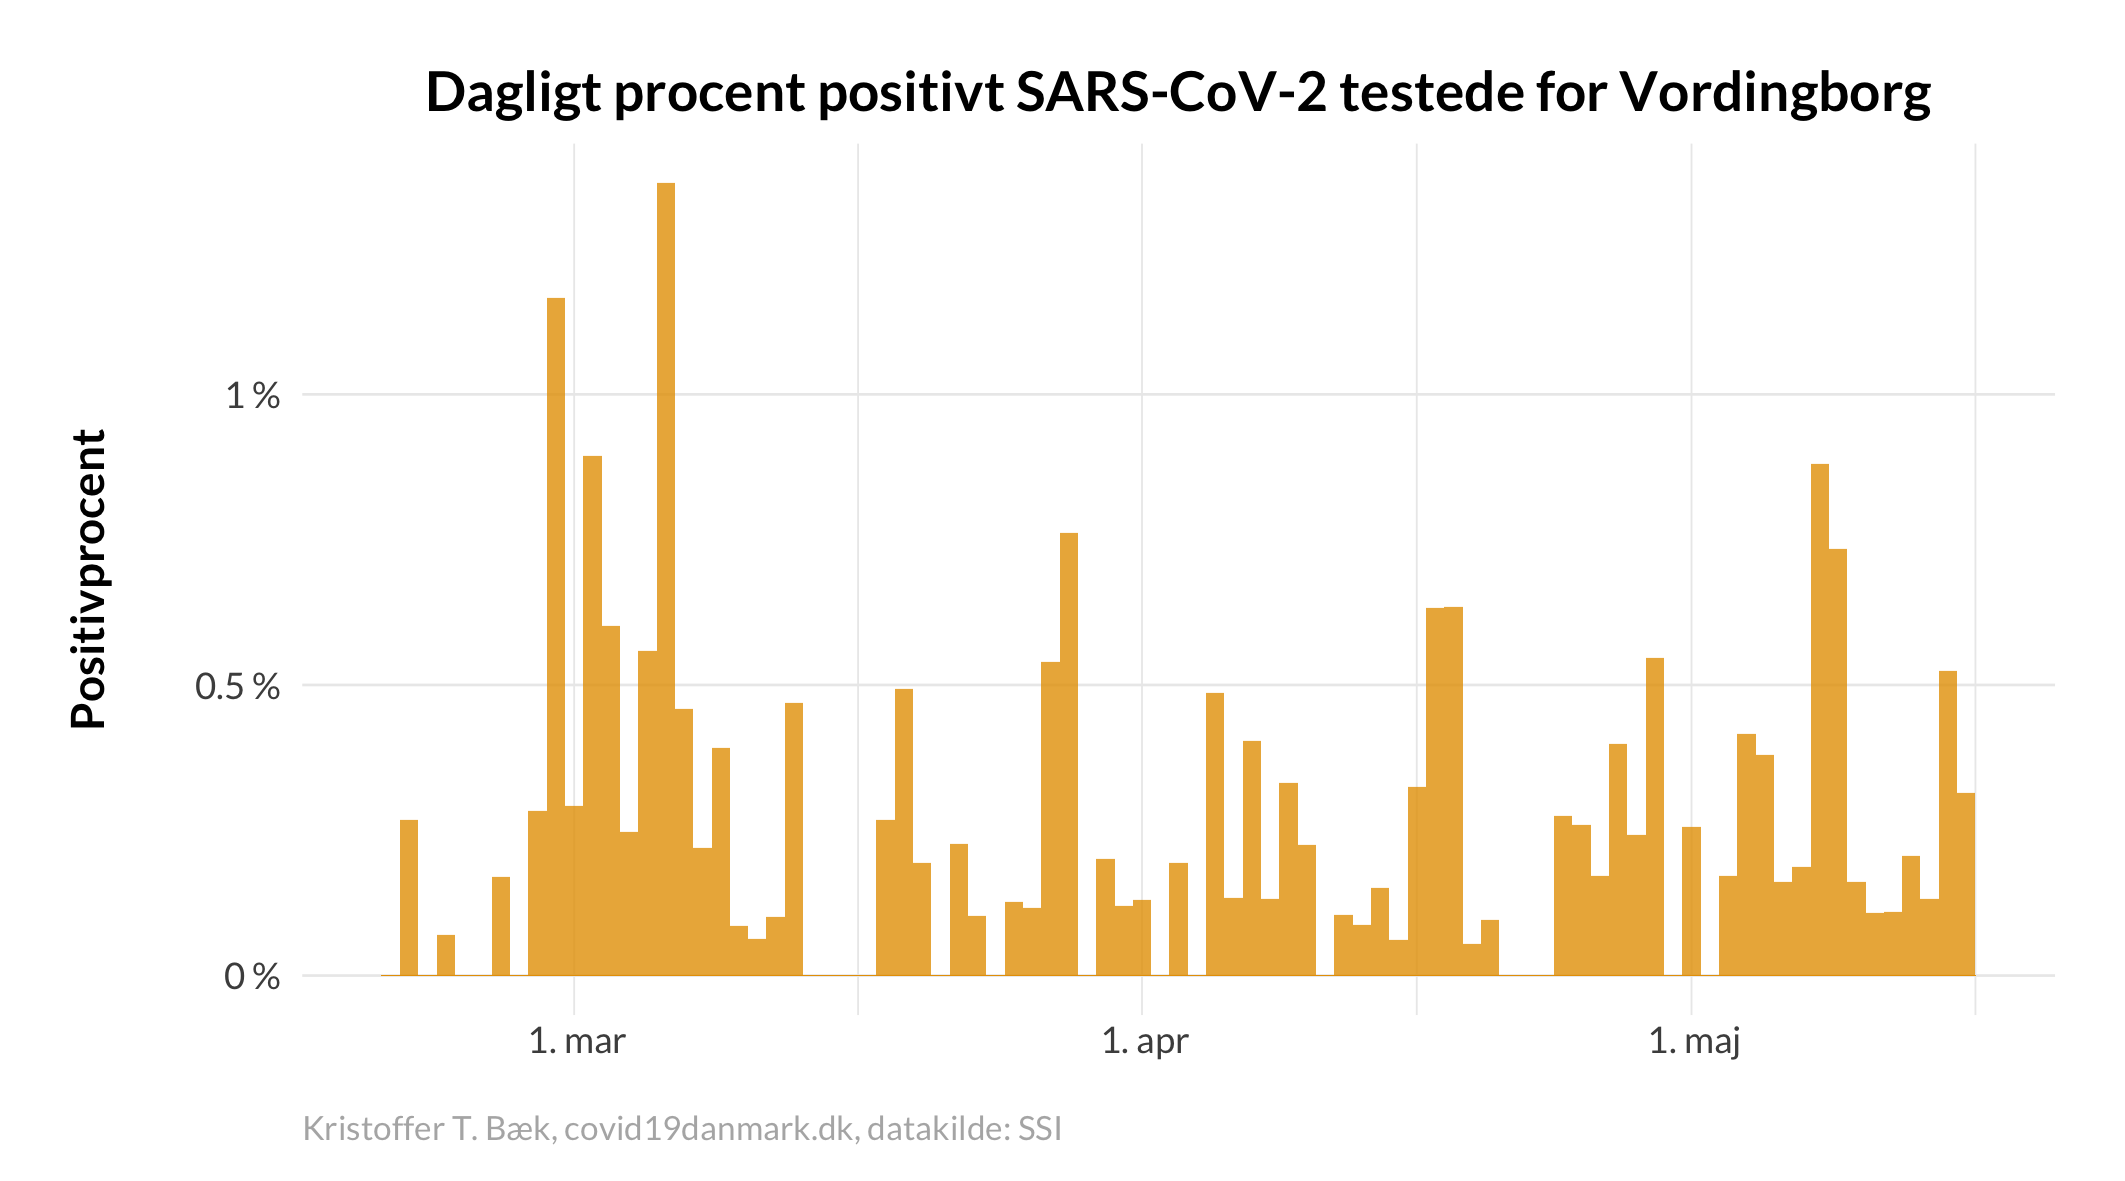 Dagligt procent positivt SARS-CoV-2 testede for Vordingborg
Positivprocent
1 %
0.5 %
0 %
1. mar
1. apr
1. maj
Kristoffer T. Bæk, covid19danmark.dk, datakilde: SSI